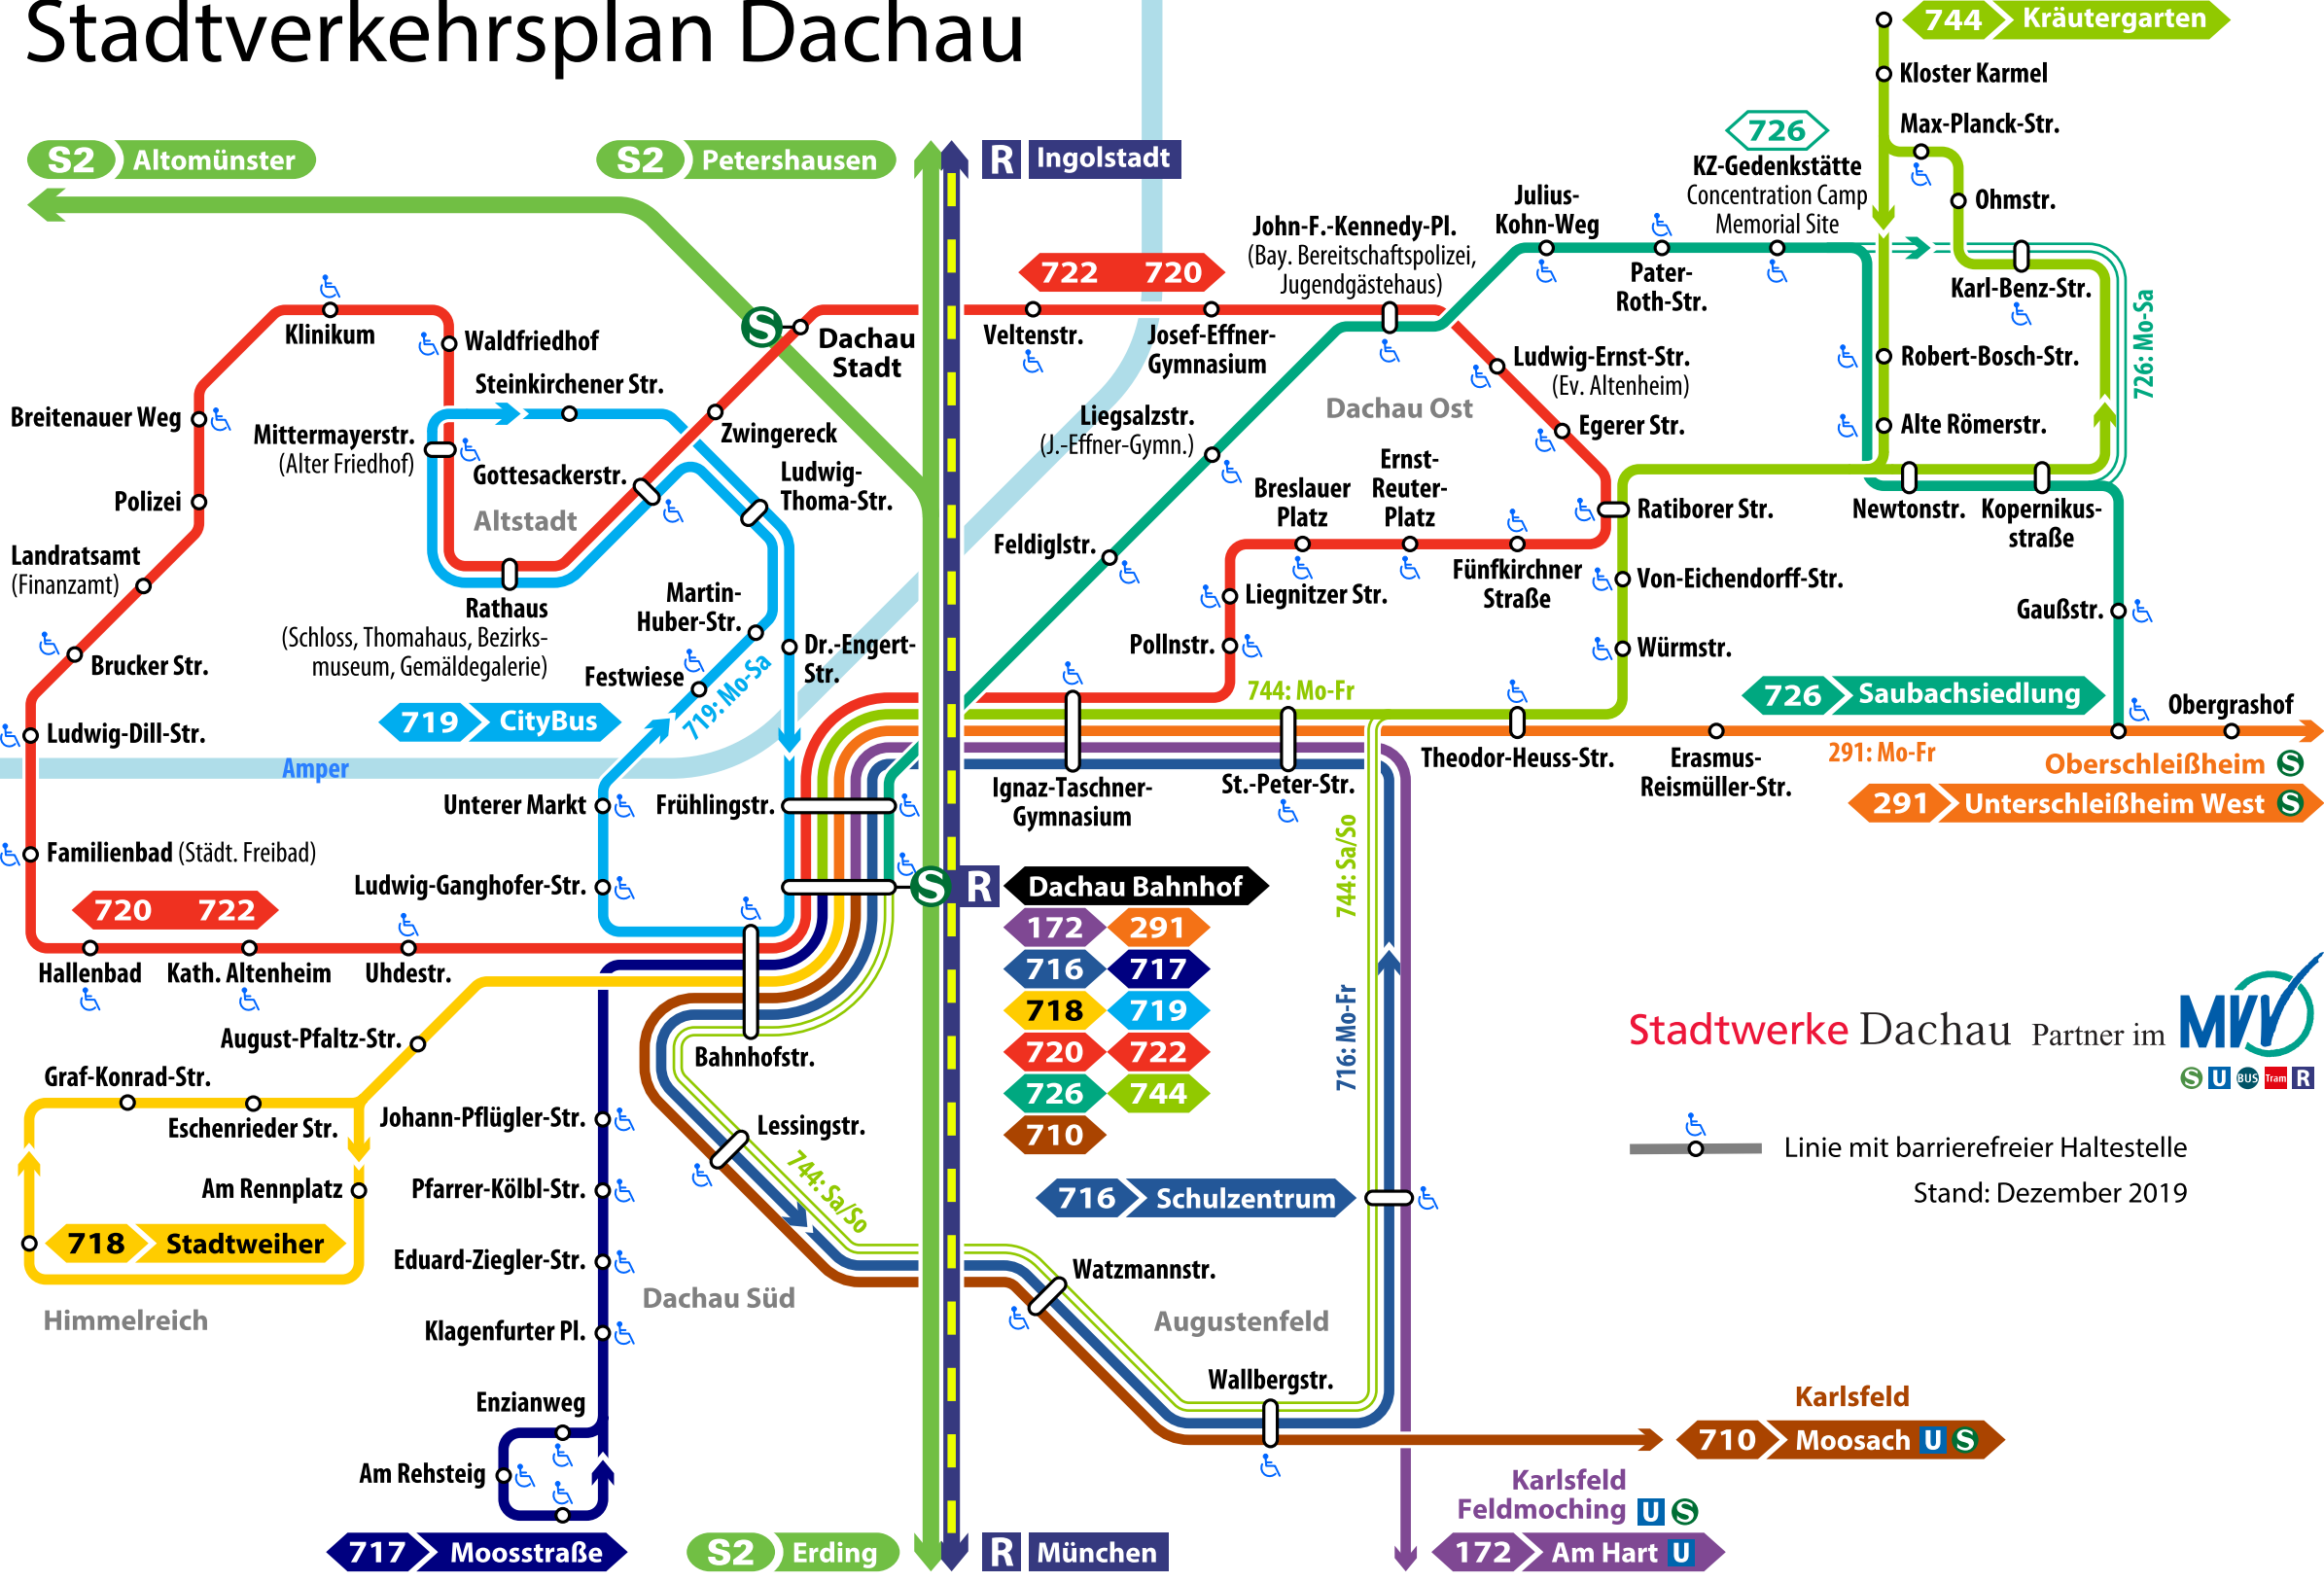 Stadtverkehrsplan Dachau
744 Kräutergarten
Kloster Karmel
Max-Planck-Str.
726
KZ-Gedenkstätte
Concentration Camp
Memorial Site
S2 Altomünster
S2 Petershausen
R Ingolstadt
Ohmstr.
Julius-
Kohn-Weg
John-F.-Kennedy-Pl.
(Bay. Bereitschaftspolizei,
Jugendgästehaus)
722 720
Pater-
Roth-Str.
Karl-Benz-Str.
726: Mo-Sa
Klinikum
Waldfriedhof
S
Dachau
Stadt
Veltenstr.
Josef-Effner-
Gymnasium
Ludwig-Ernst-Str.
(Ev. Altenheim)
Robert-Bosch-Str.
Steinkirchener Str.
Breitenauer Weg
Mittermayerstr.
(Alter Friedhof)
Zwingereck
Liegsalzstr.
(J.-Effner-Gymn.)
Dachau Ost
Egerer Str.
Alte Römerstr.
Gottesackerstr.
Ludwig-
Thoma-Str.
Breslauer
Platz
Ernst-
Reuter-
Platz
Polizei
Altstadt
Ratiborer Str.
Newtonstr.
Kopernikus-
straße
Landratsamt
(Finanzamt)
Feldiglstr.
Fünfkirchner
Straße
Von-Eichendorff-Str.
Rathaus
(Schloss, Thomahaus, Bezirks-
museum, Gemäldegalerie)
Martin-
Huber-Str.
Liegnitzer Str.
Gaußstr.
Brucker Str.
Dr.-Engert-
Str.
Pollnstr.
Würmstr.
Festwiese
719: Mo-Sa
744: Mo-Fr
726 Saubachsiedlung
Obergrashof
719 CityBus
Ludwig-Dill-Str.
Amper
Theodor-Heuss-Str.
Erasmus-
Reismüller-Str.
291: Mo-Fr
Oberschleißheim S
291 Unterschleißheim West S
Ignaz-Taschner-
Gymnasium
St.-Peter-Str.
Unterer Markt
Frühlingstr.
Familienbad (Städt. Freibad)
Ludwig-Ganghofer-Str.
S R Dachau Bahnhof
172 291
716 717
718 719
720 722
726 744
710
744: Sa/So
716: Mo-Fr
720 722
Hallenbad
Kath. Altenheim
Uhdestr.
August-Pfaltz-Str.
Bahnhofstr.
Stadtwerke Dachau Partner im MVV
S U BUS Tram R
Graf-Konrad-Str.
Eschenrieder Str.
Johann-Pflügler-Str.
Lessingstr.
744: Sa/So
Linie mit barrierefreier Haltestelle
Stand: Dezember 2019
Am Rennplatz
Pfarrer-Kölbl-Str.
716 Schulzentrum
718 Stadtweiher
Eduard-Ziegler-Str.
Watzmannstr.
Dachau Süd
Himmelreich
Augustenfeld
Klagenfurter Pl.
Wallbergstr.
Enzianweg
Karlsfeld
710 Moosach U S
Am Rehsteig
Karlsfeld
Feldmoching U S
717 Moosstraße
S2 Erding
R München
172 Am Hart U